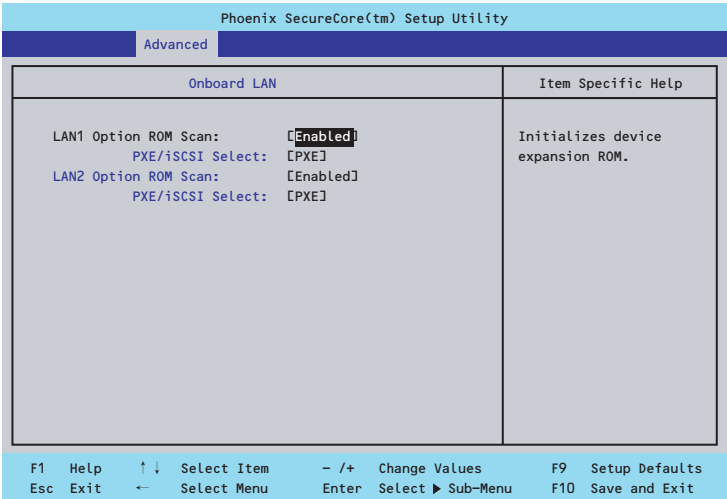 Phoenix SecureCore(tm) Setup Utility
Advanced
Onboard LAN
Item Specific Help
LAN1 Option ROM Scan: [Enabled]
PXE/iSCSI Select: [PXE]
LAN2 Option ROM Scan: [Enabled]
PXE/iSCSI Select: [PXE]
Initializes device
expansion ROM.
F1 Help ↑↓ Select Item – /+ Change Values F9 Setup Defaults
Esc Exit ← Select Menu Enter Select ▶ Sub-Menu F10 Save and Exit